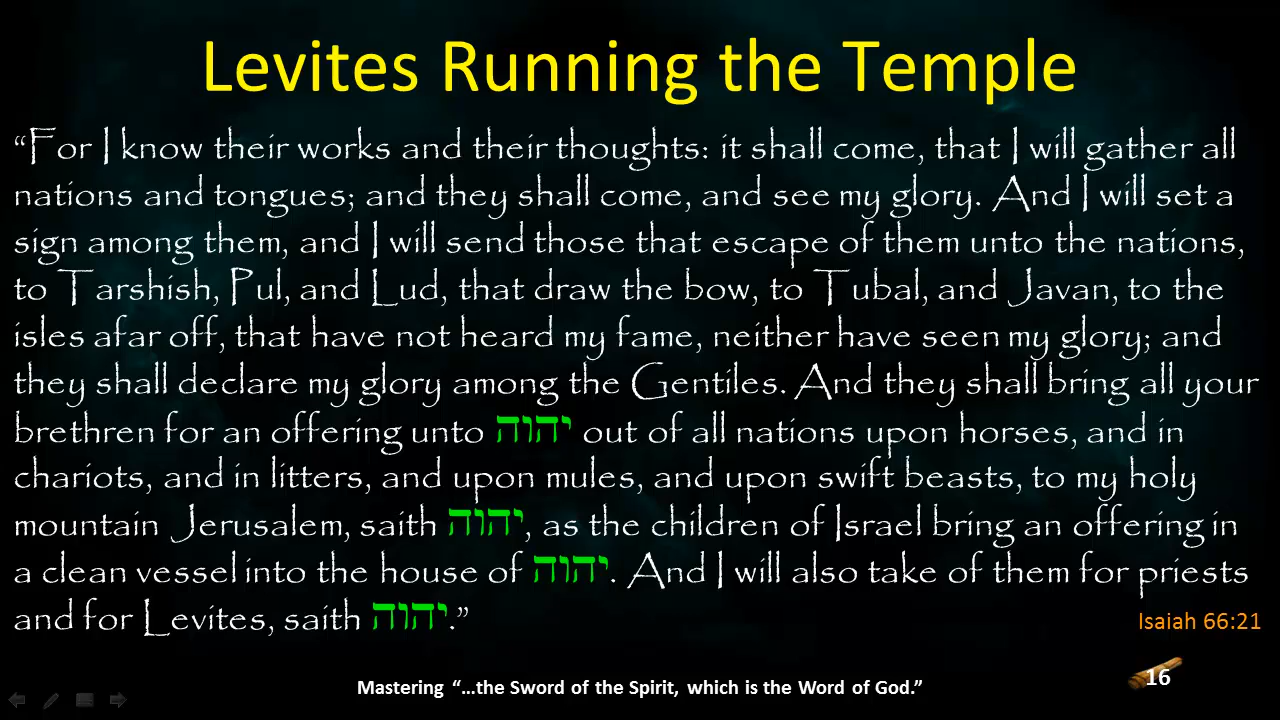 Levites Running the Temple
“For I know their works and their thoughts: it shall come, that I will gather all
nations and tongues; and they shall come, and see my glory. And I will set a
sign among them, and I will send those that escape of them unto the nations,
to Tarshish, Pul, and Lud, that draw the bow, to Tubal, and Javan, to the
isles afar off, that have not heard my fame, neither have seen my glory; and
they shall declare my glory among the Gentiles. And they shall bring all your
brethren for an offering unto יהוה out of all nations upon horses, and in
chariots, and in litters, and upon mules, and upon swift beasts, to my holy
mountain Jerusalem, saith יהוה, as the children of Israel bring an offering in
a clean vessel into the house of יהוה. And I will also take of them for priests
and for Levites, saith יהוה.”
Isaiah 66:21
Mastering “...the Sword of the Spirit, which is the Word of God.”
16